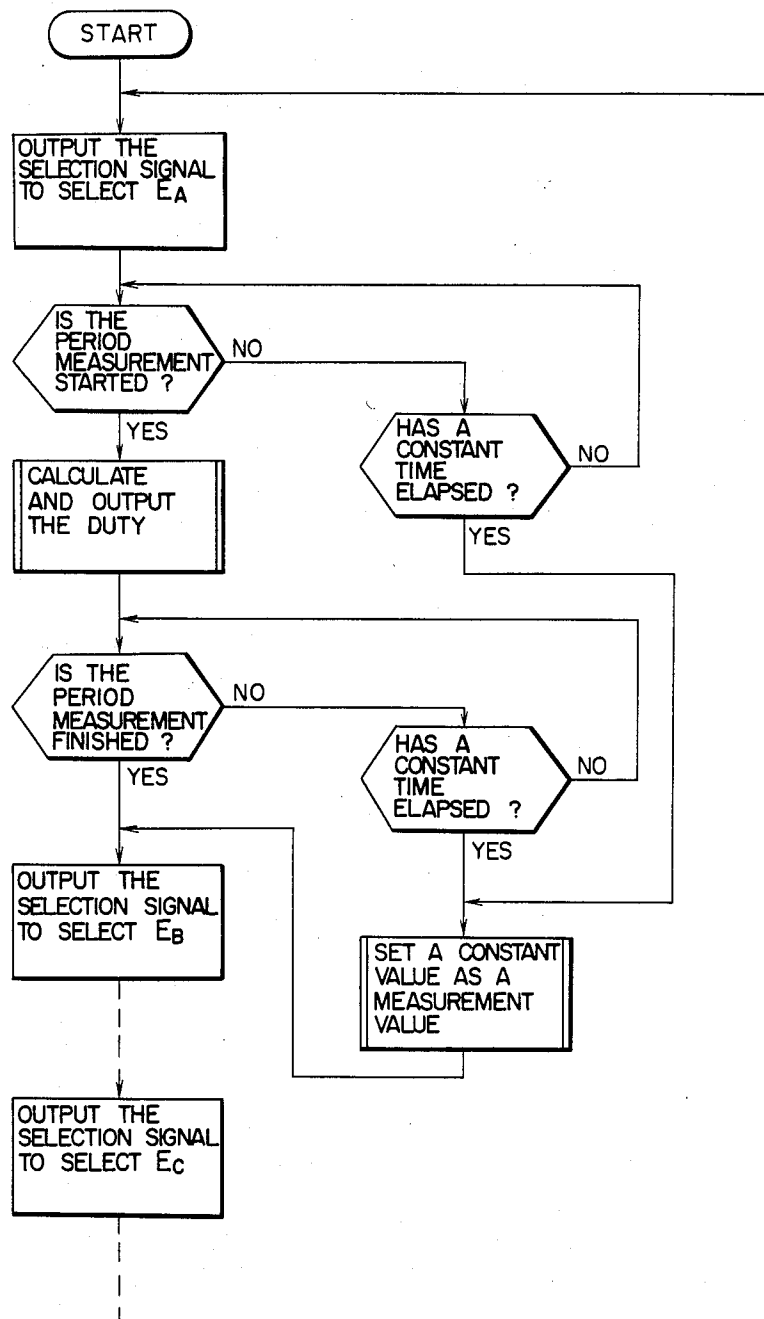 START
OUTPUT THE
SELECTION SIGNAL
TO SELECT EA
IS THE
PERIOD
MEASUREMENT
STARTED ?
NO
YES
HAS A
CONSTANT
TIME
ELAPSED ?
NO
YES
CALCULATE
AND OUTPUT
THE DUTY
IS THE
PERIOD
MEASUREMENT
FINISHED ?
NO
YES
HAS A
CONSTANT
TIME
ELAPSED ?
NO
YES
OUTPUT THE
SELECTION SIGNAL
TO SELECT EB
SET A CONSTANT
VALUE AS A
MEASUREMENT
VALUE
OUTPUT THE
SELECTION SIGNAL
TO SELECT EC